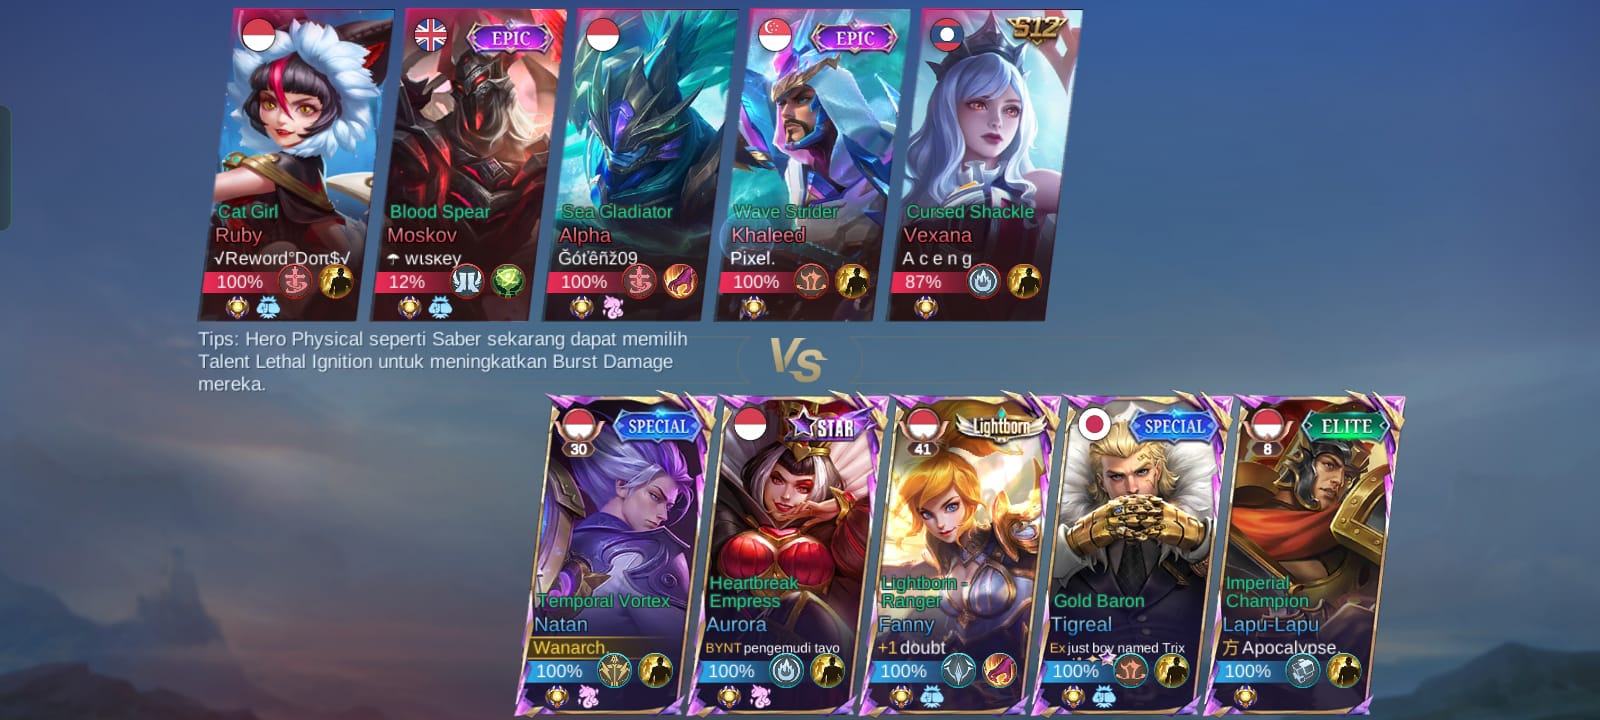 EPIC
EPIC
S12
Cat Girl
Ruby
√Reword°Doπ$√
100%
Blood Spear
Moskov
☂ wιsĸey
12%
Sea Gladiator
Alpha
Ğót'êñž09
100%
Wave Strider
Khaleed
Pixel.
100%
Cursed Shackle
Vexana
A c e n g
87%
Tips: Hero Physical seperti Saber sekarang dapat memilih
Talent Lethal Ignition untuk meningkatkan Burst Damage
mereka.
VS
30
SPECIAL
Temporal Vortex
Natan
Wanarch.
100%
STAR
Heartbreak
Empress
Aurora
BYNT pengemudi tayo
100%
41
Lightborn
Lightborn -
Ranger
Fanny
+1 doubt
100%
SPECIAL
Gold Baron
Tigreal
Ex just boy named Trix
100%
8
ELITE
Imperial
Champion
Lapu-Lapu
方 Apocalypse.
100%